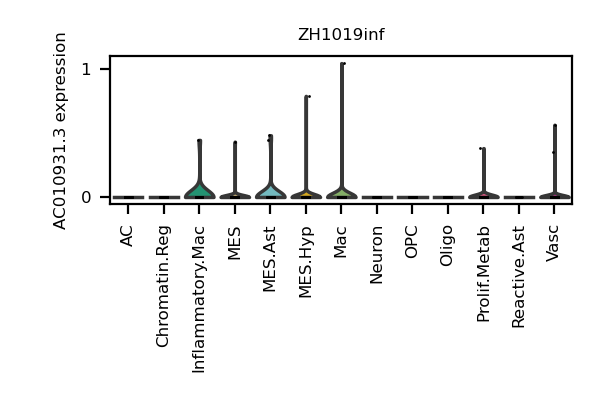 ZH1019inf
AC010931.3 expression
1
0
AC
Chromatin.Reg
Inflammatory.Mac
MES
MES.Ast
MES.Hyp
Mac
Neuron
OPC
Oligo
Prolif.Metab
Reactive.Ast
Vasc